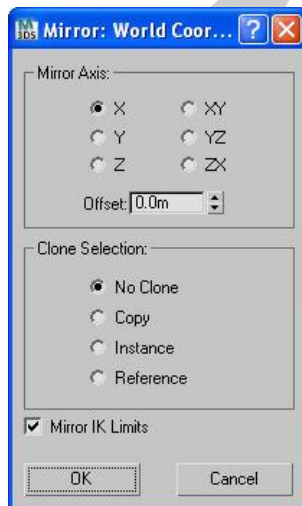 M
3DS Mirror: World Coor... ?
Mirror Axis:
X XY
Y YZ
Z ZX
Offset: 0.0m
Clone Selection:
No Clone
Copy
Instance
Reference
Mirror IK Limits
OK Cancel